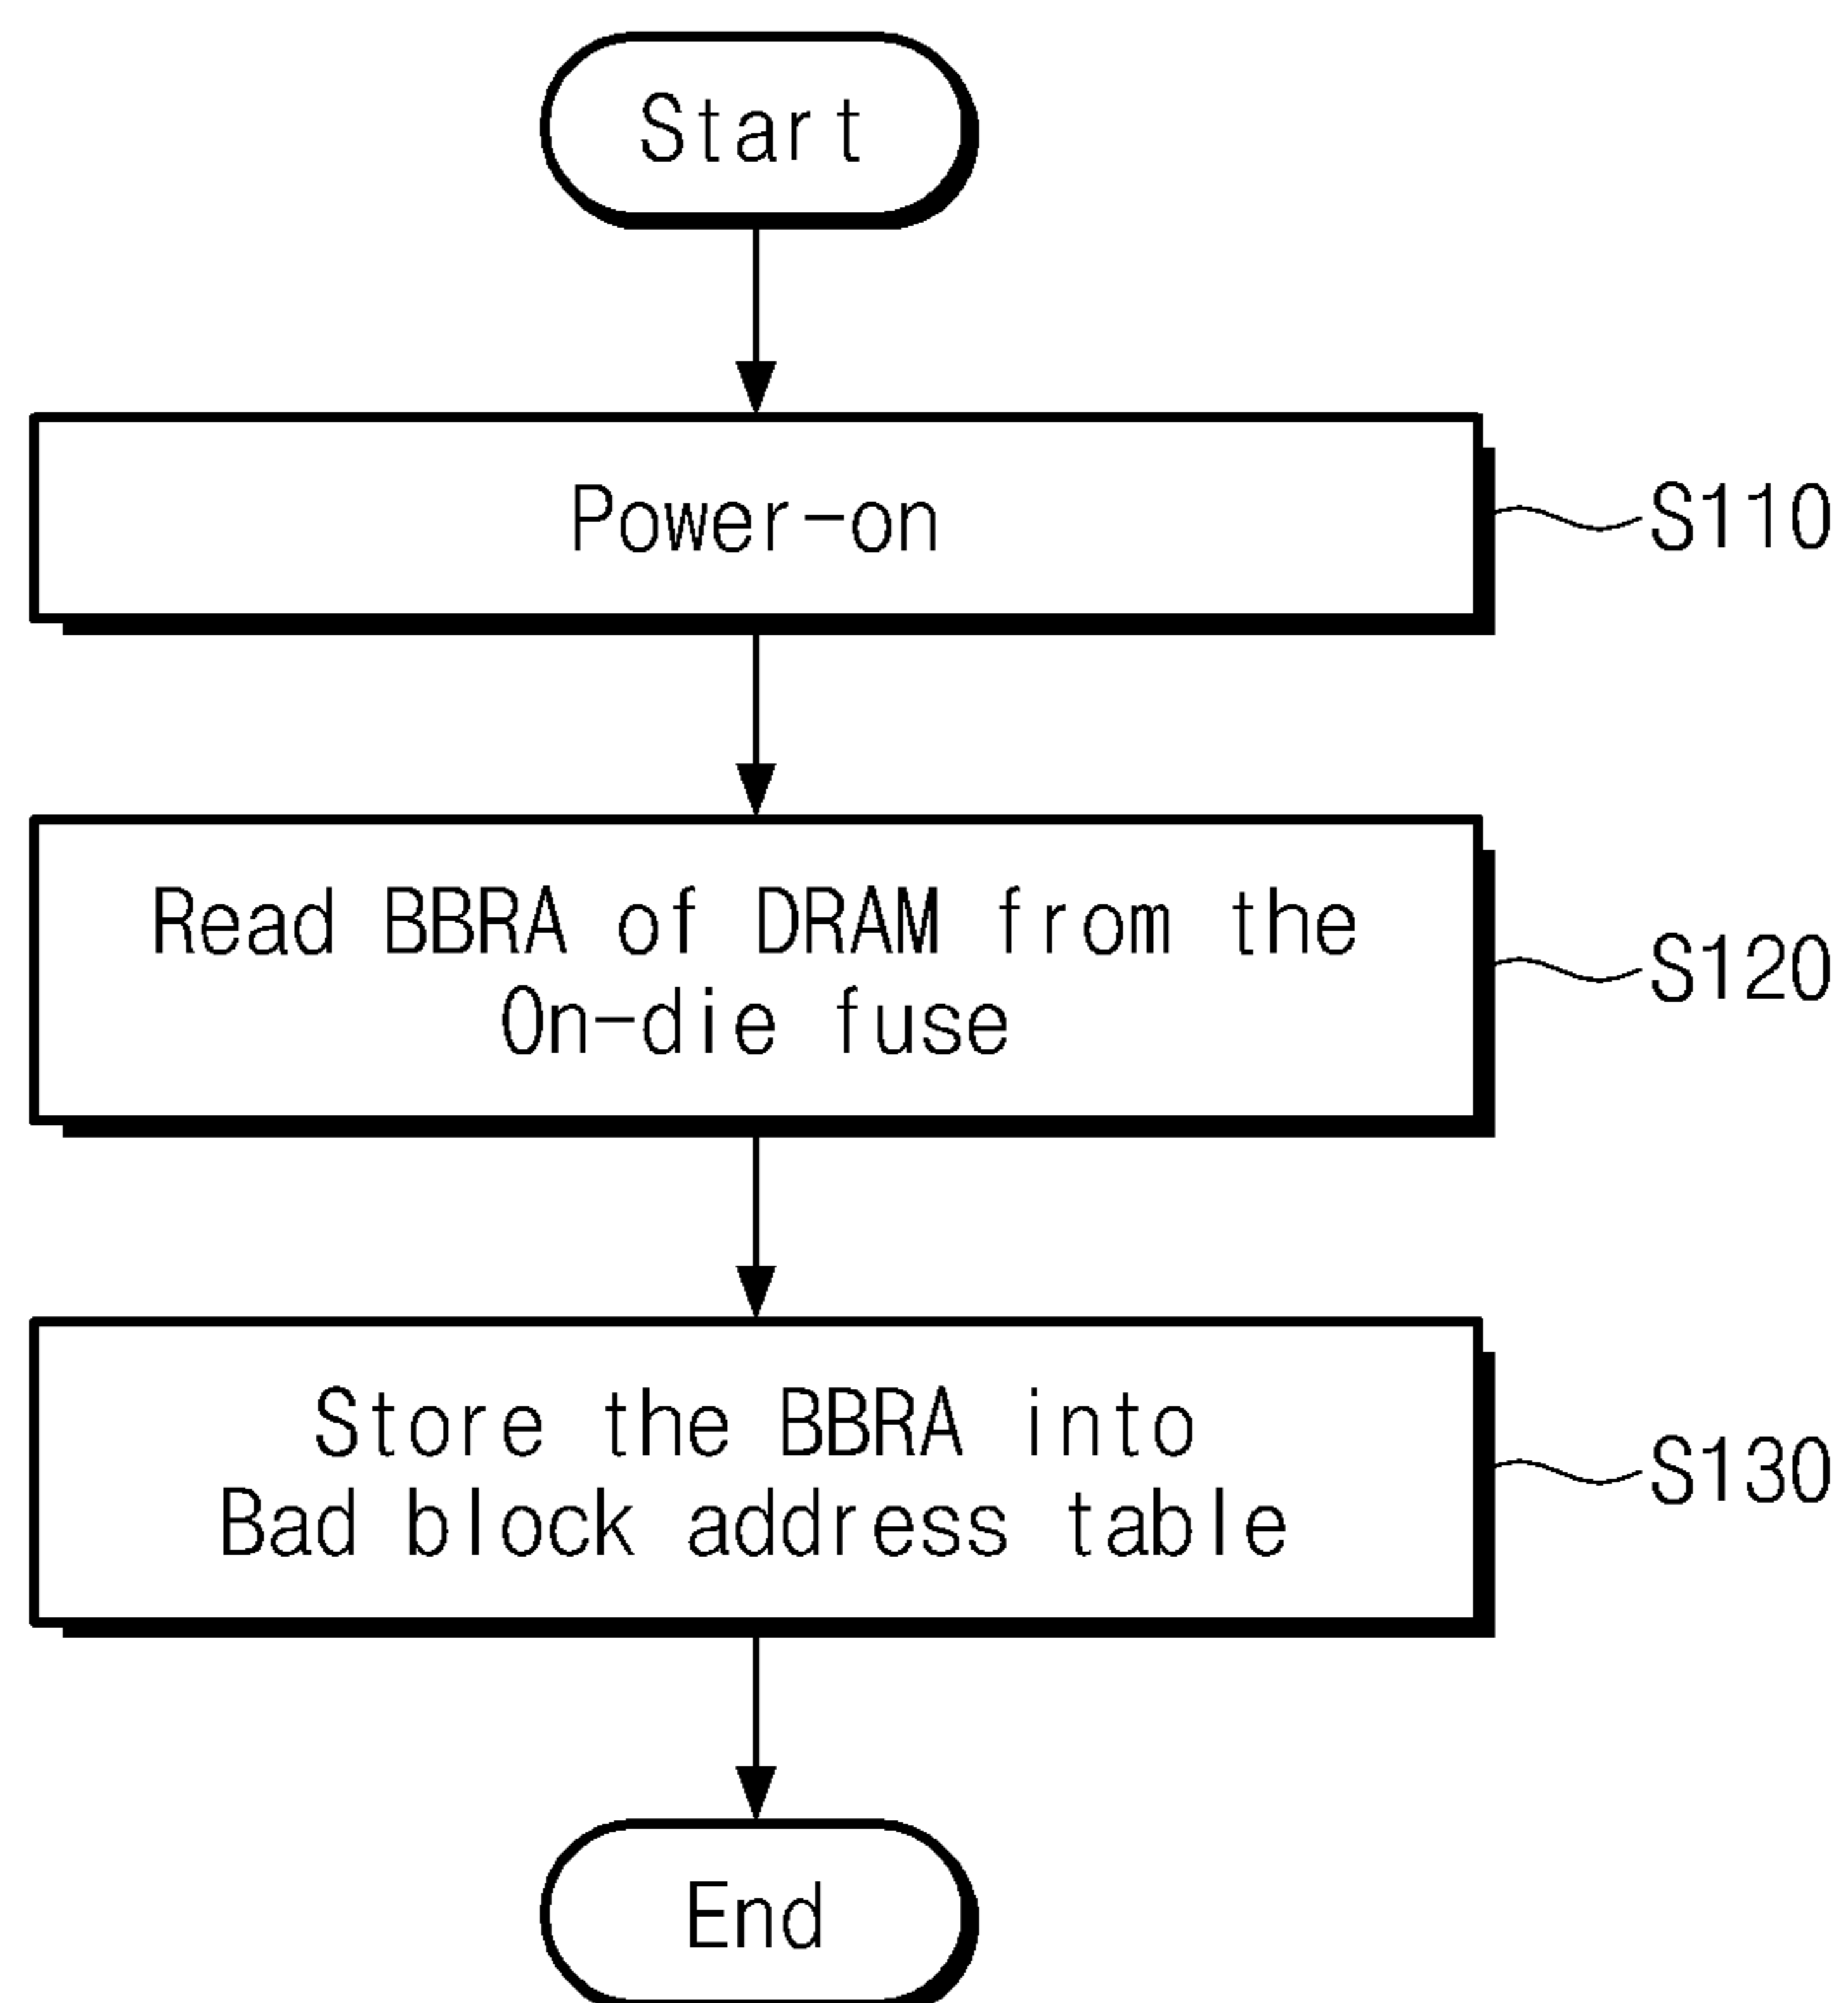 Start
Power-on
S110
Read BBRA of DRAM from the
On-die fuse
S120
Store the BBRA into
Bad block address table
S130
End